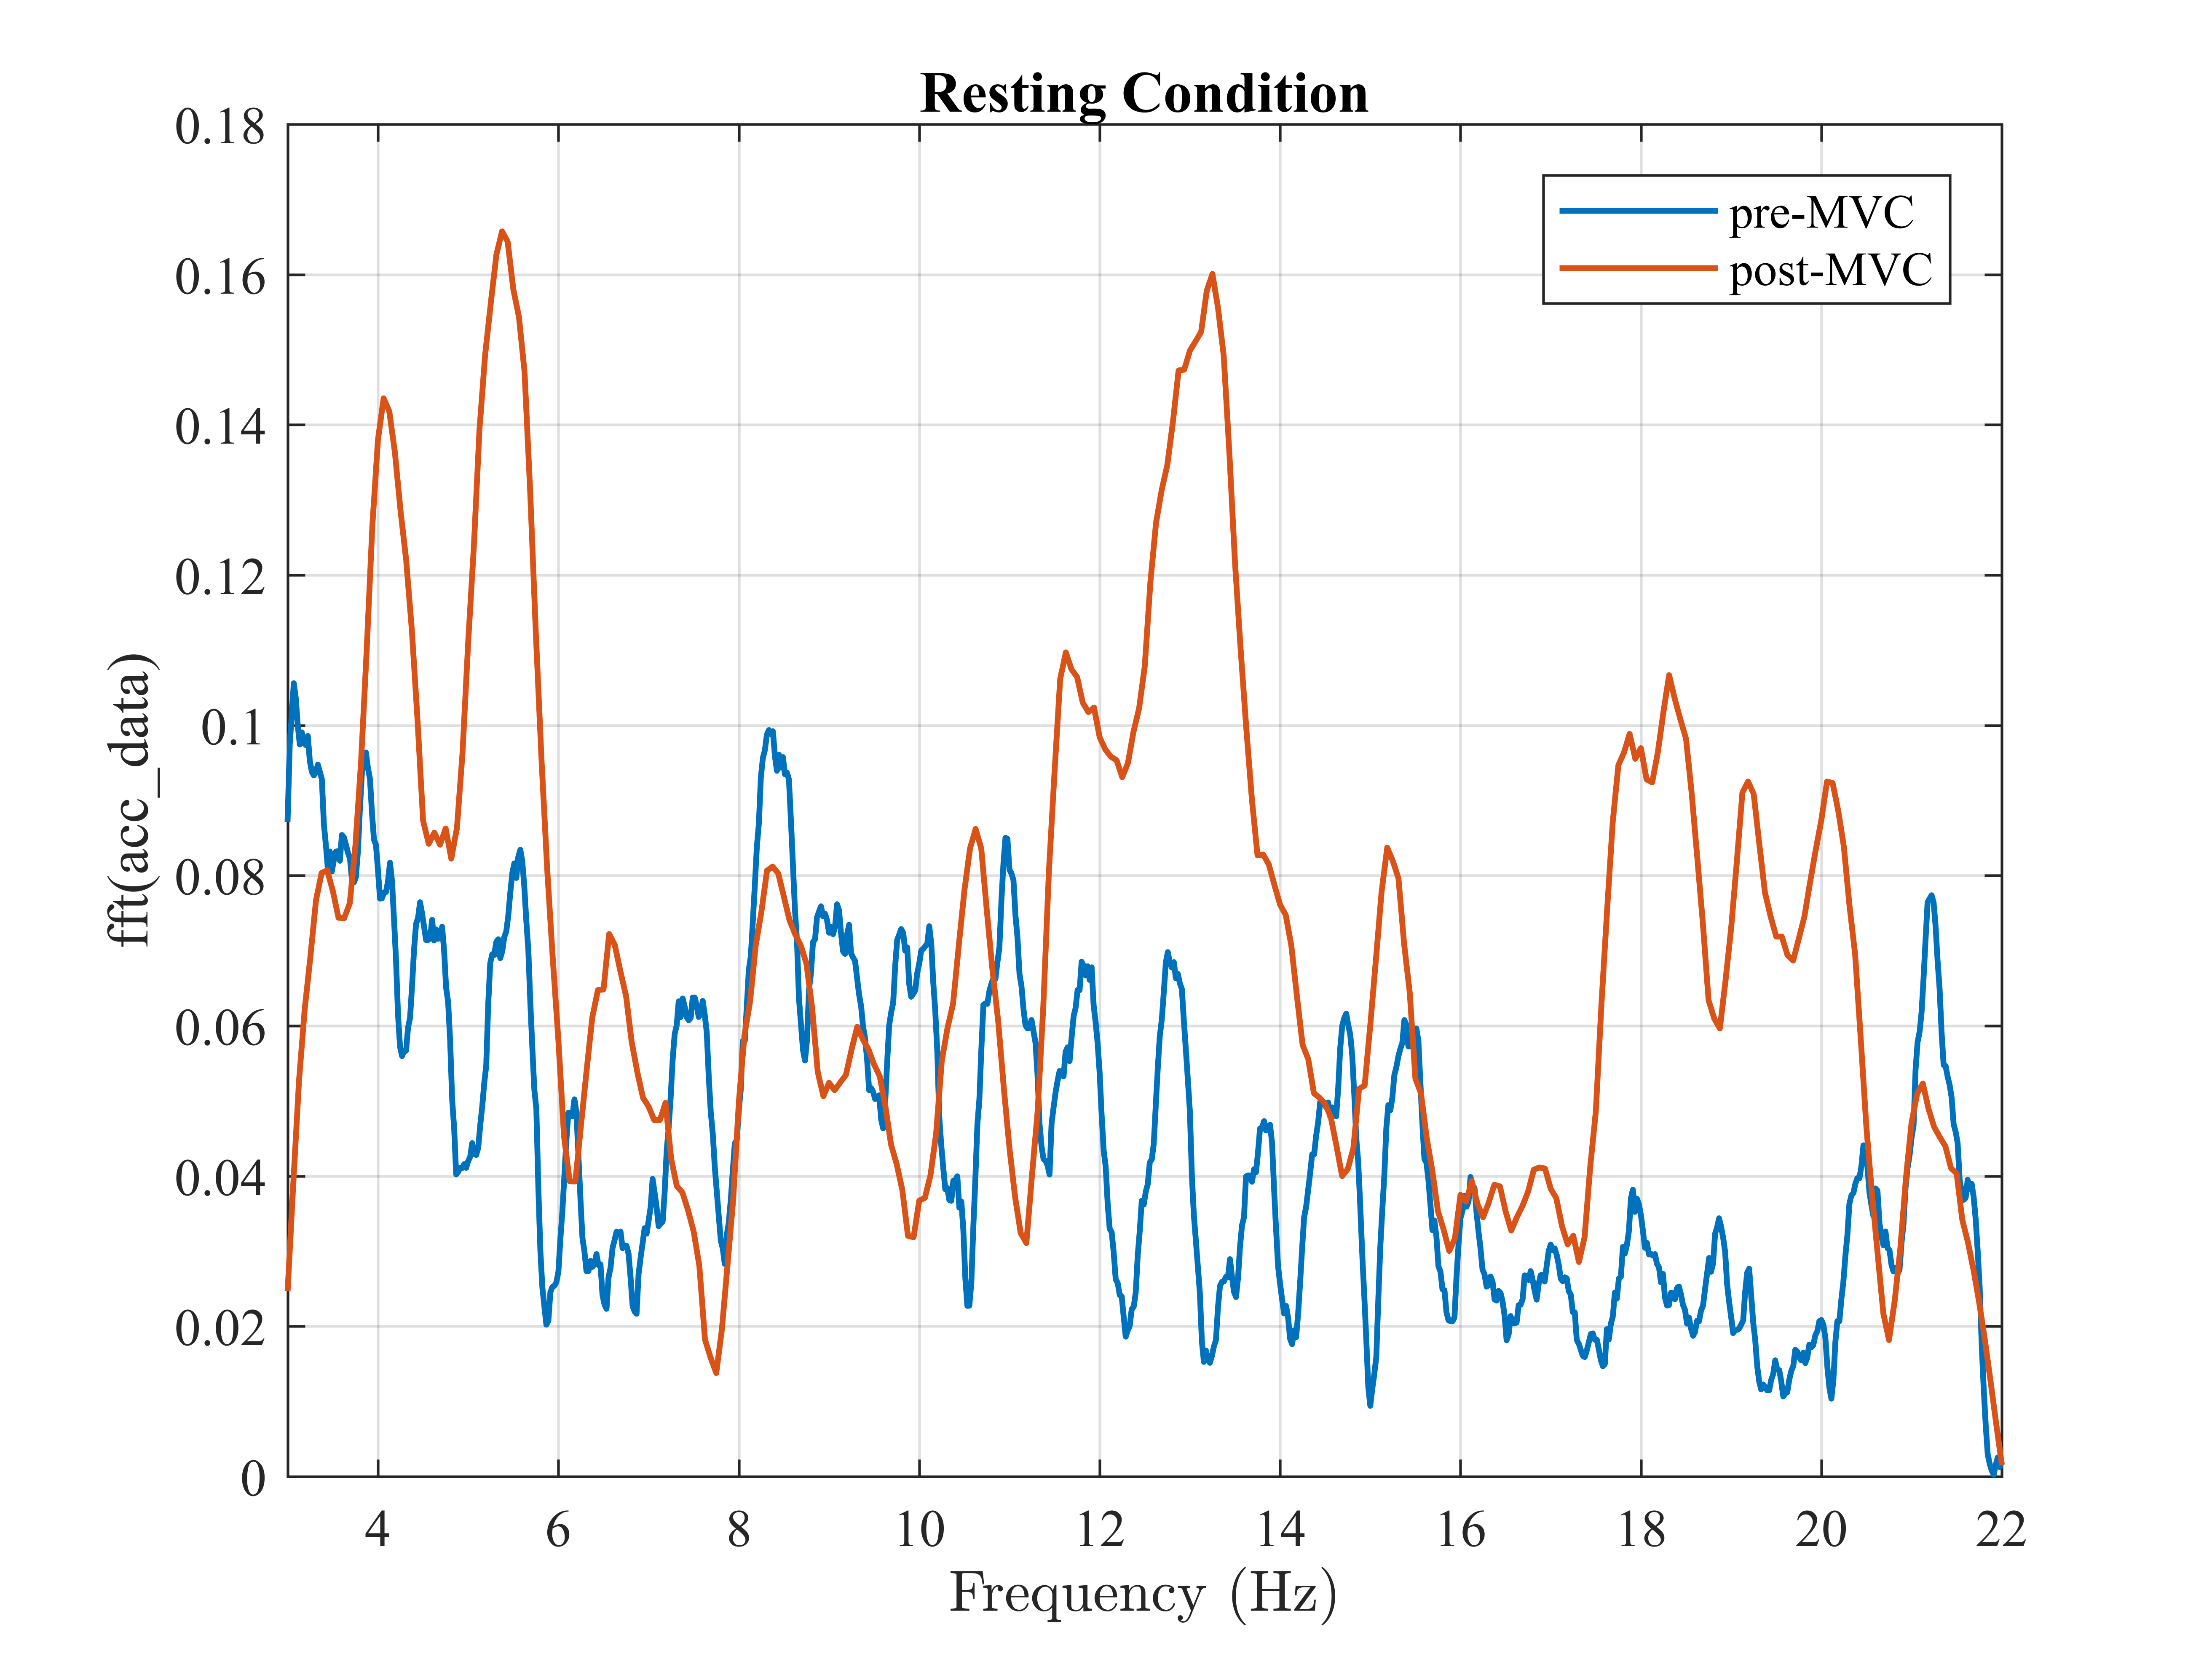 Resting Condition
0.18
0.16
0.14
0.12
0.1
0.08
0.06
0.04
0.02
0
fft(acc_data)
pre-MVC
post-MVC
4 6 8 10 12 14 16 18 20 22
Frequency (Hz)